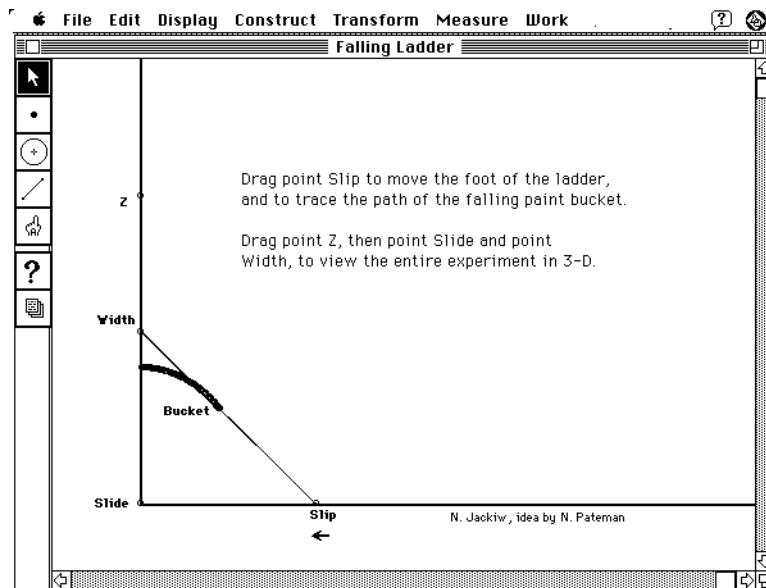 File Edit Display Construct Transform Measure Work
Falling Ladder
Drag point Slip to move the foot of the ladder,
and to trace the path of the falling paint bucket.
Z
Drag point Z, then point Slide and point
Width, to view the entire experiment in 3-D.
Width
Bucket
Slide
Slip
N. Jackiw, idea by N. Pateman